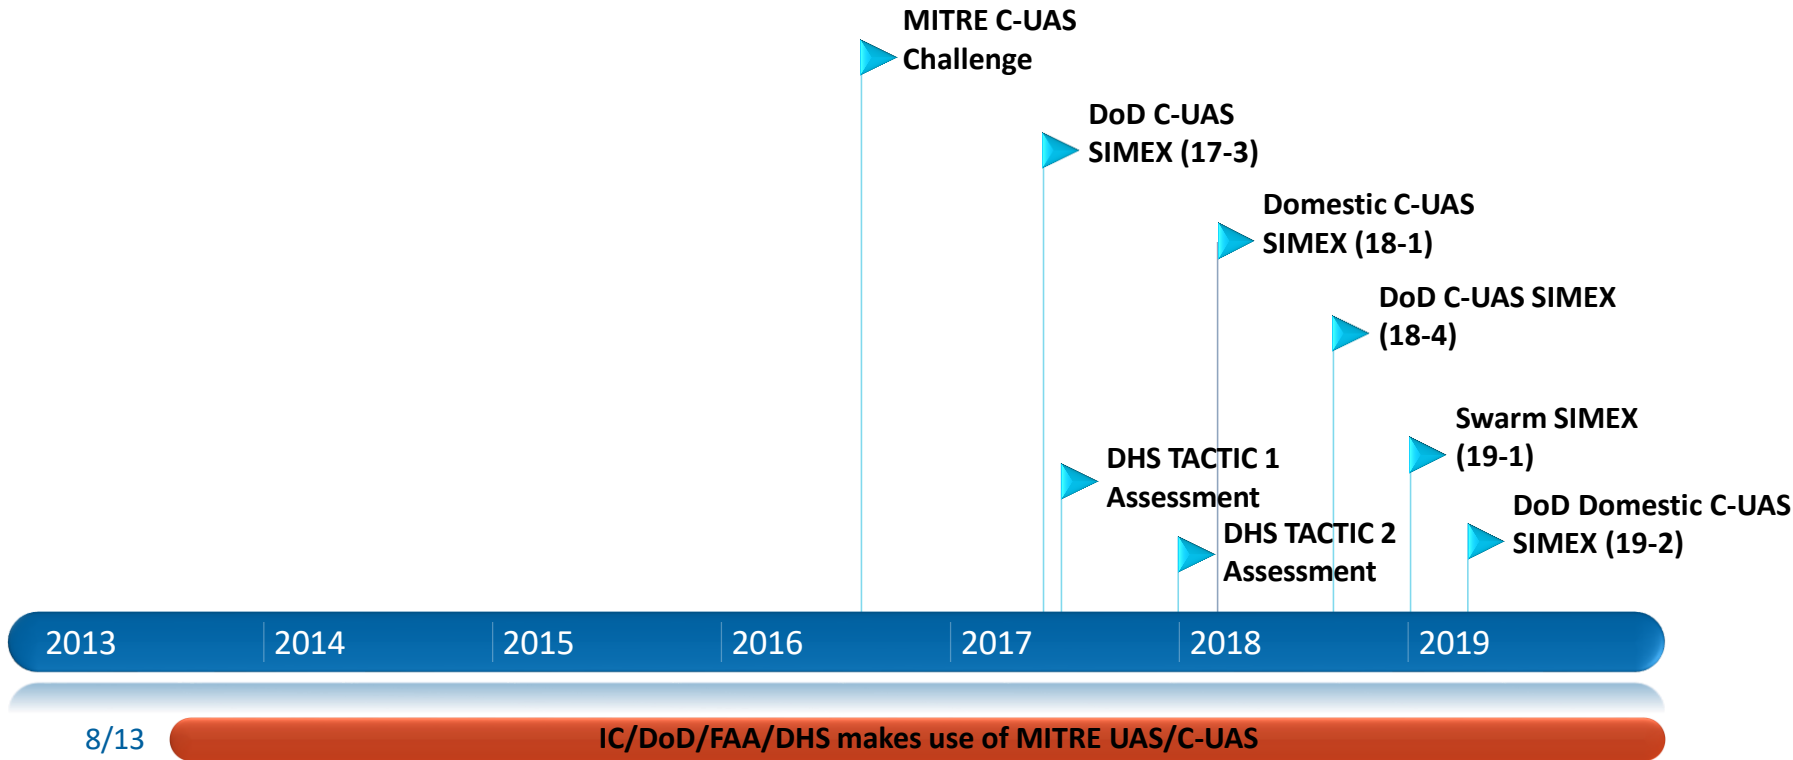 MITRE C-UAS
Challenge
DoD C-UAS
SIMEX (17-3)
Domestic C-UAS
SIMEX (18-1)
DoD C-UAS SIMEX
(18-4)
Swarm SIMEX
(19-1)
DHS TACTIC 1
Assessment
DoD Domestic C-UAS
SIMEX (19-2)
DHS TACTIC 2
Assessment
2013 2014 2015 2016 2017 2018 2019
8/13 IC/DoD/FAA/DHS makes use of MITRE UAS/C-UAS